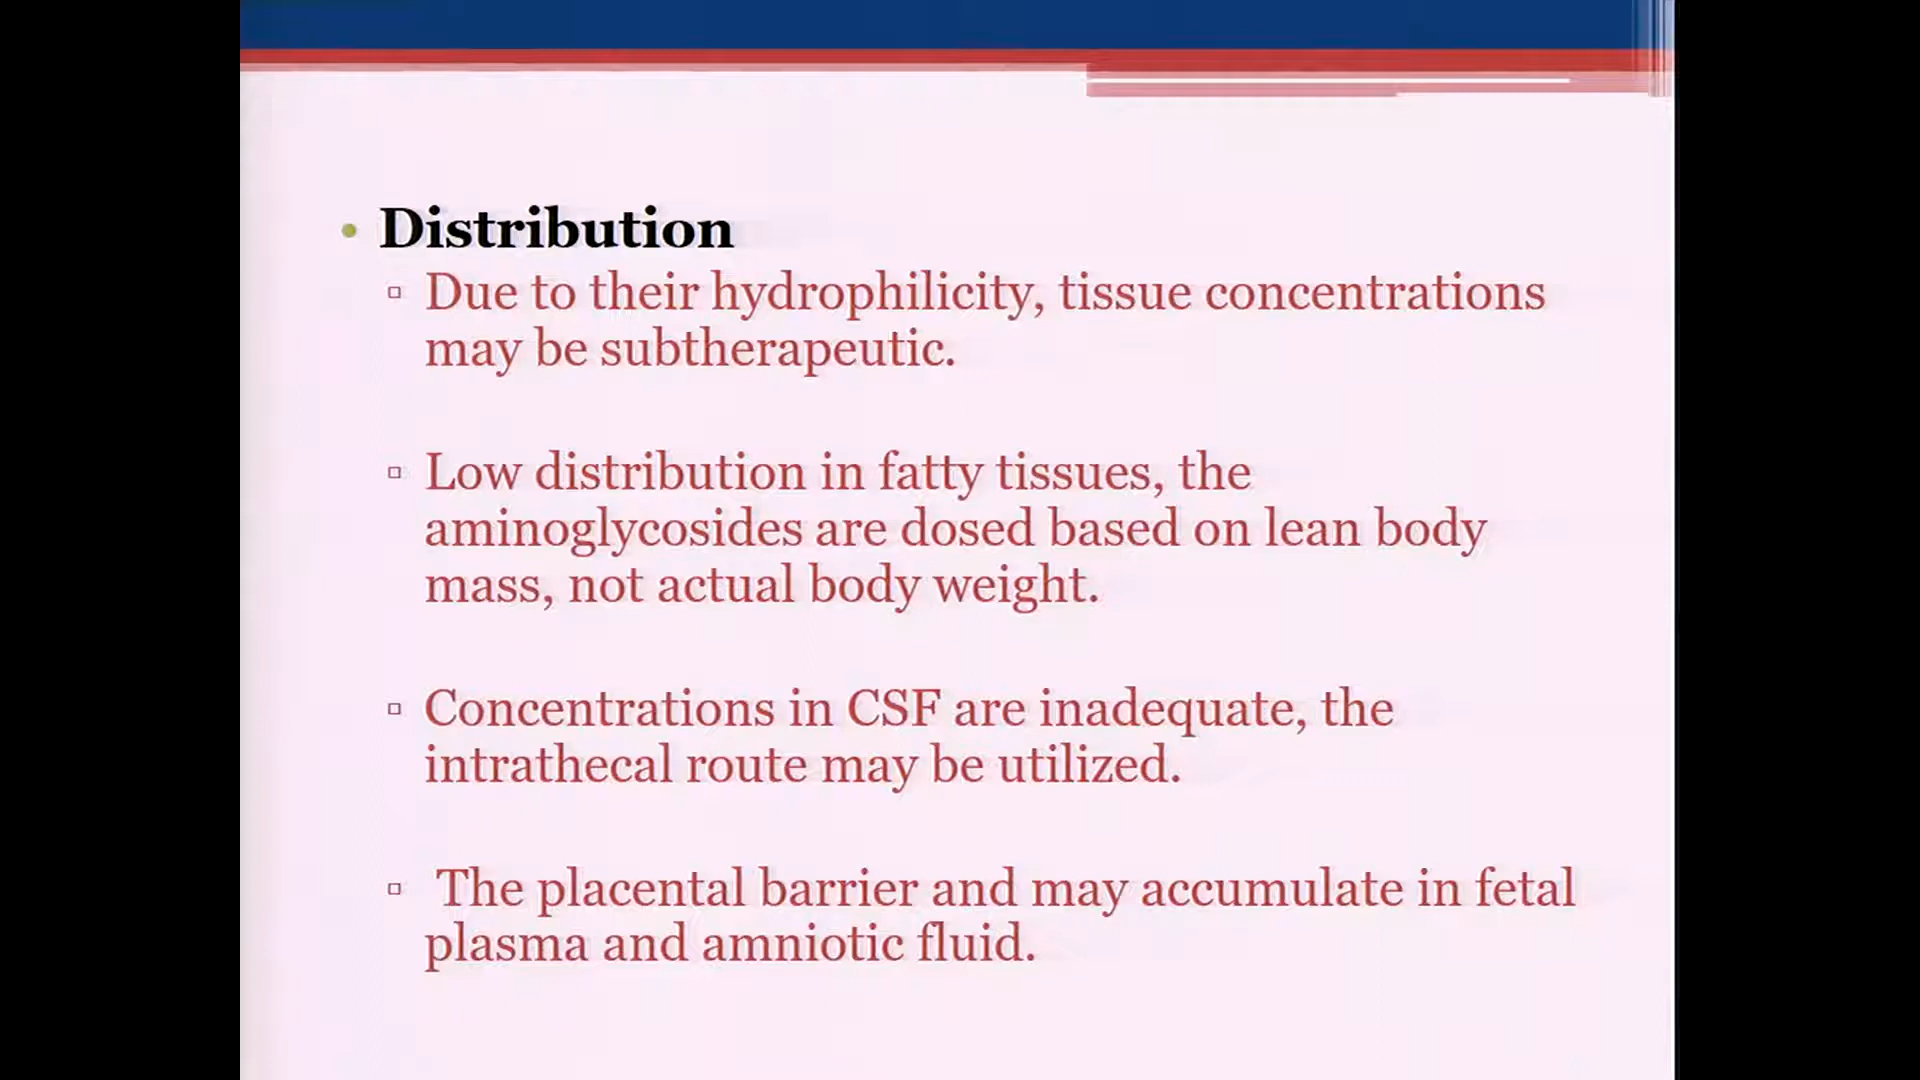 • Distribution
▫ Due to their hydrophilicity, tissue concentrations
may be subtherapeutic.
▫ Low distribution in fatty tissues, the
aminoglycosides are dosed based on lean body
mass, not actual body weight.
▫ Concentrations in CSF are inadequate, the
intrathecal route may be utilized.
▫ The placental barrier and may accumulate in fetal
plasma and amniotic fluid.